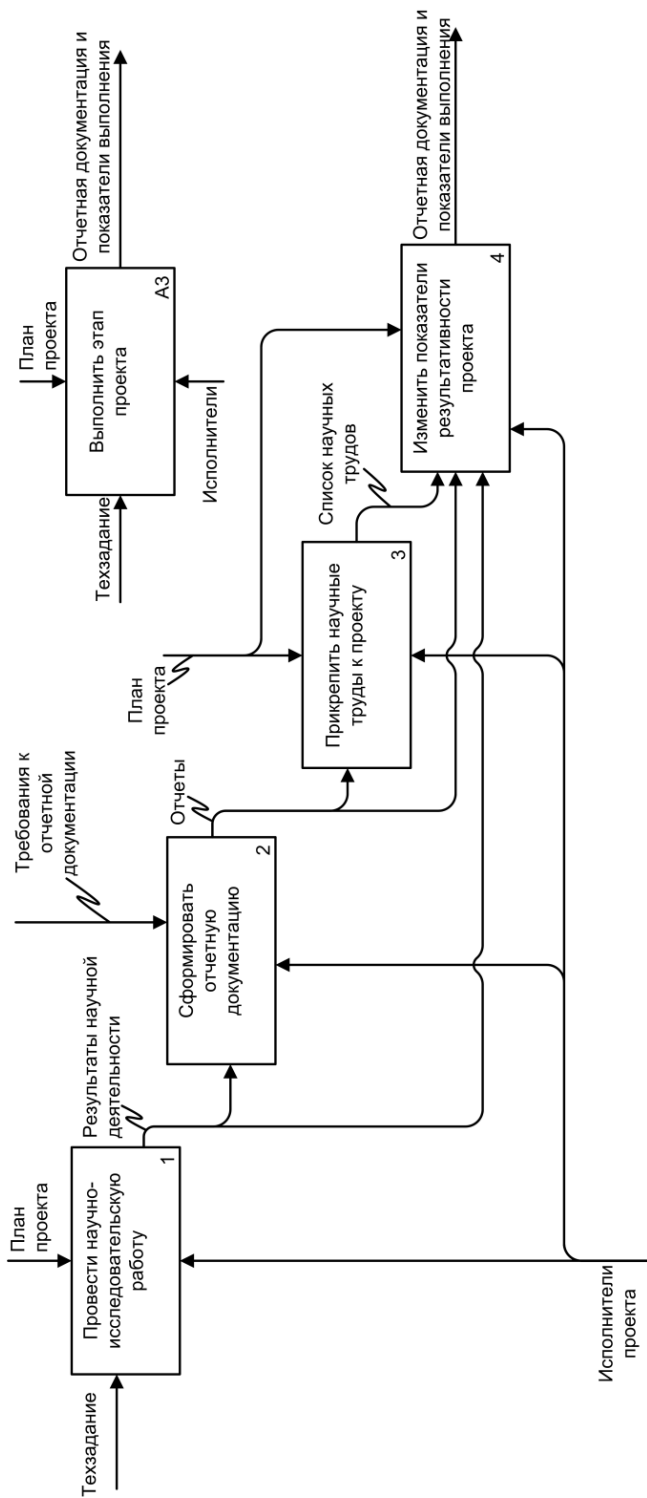 Техзадание
План
проекта
Выполнить этап
проекта
A3
Исполнители
Отчетная документация и
показатели выполнения
Техзадание
План
проекта
Провести научно-
исследовательскую
работу
1
Результаты научной
деятельности
Требования к
отчетной
документации
Сформировать
отчетную
документацию
2
Отчеты
План
проекта
Прикрепить научные
труды к проекту
3
Список научных
трудов
Изменить показатели
результативности
проекта
4
Отчетная документация и
показатели выполнения
Исполнители
проекта